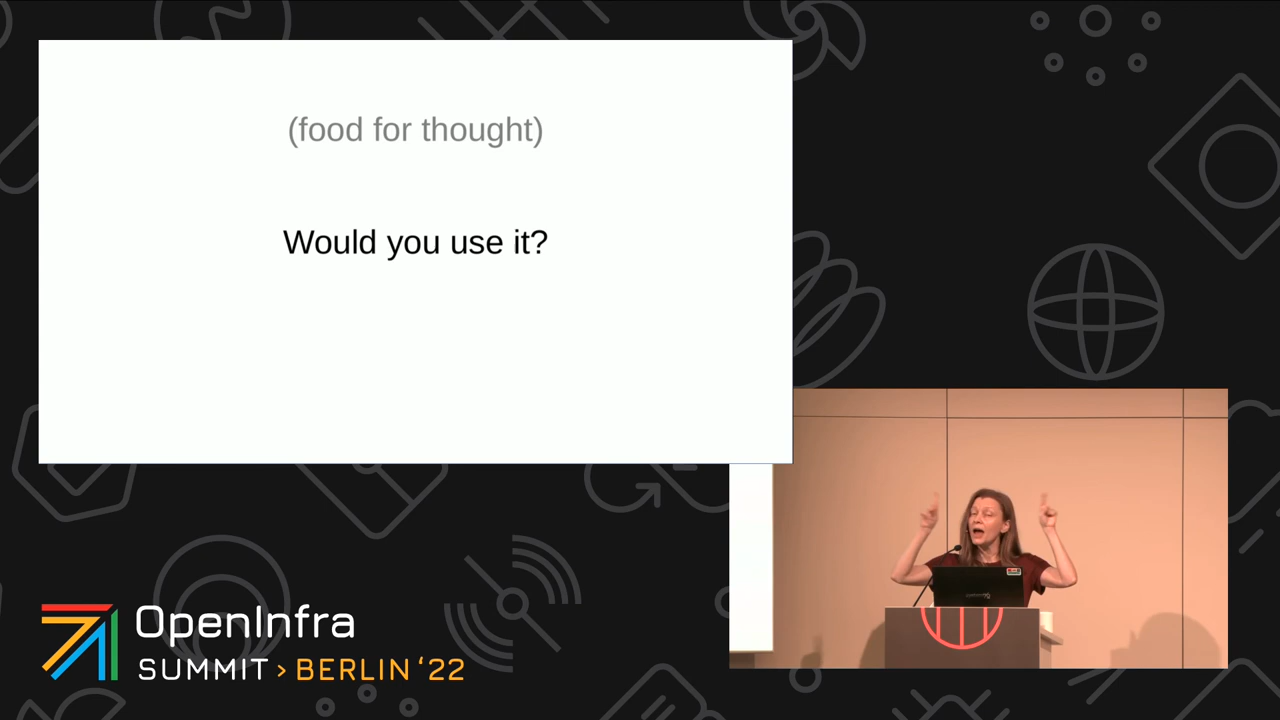 (food for thought)
Would you use it?
OpenInfra
SUMMIT > BERLIN '22